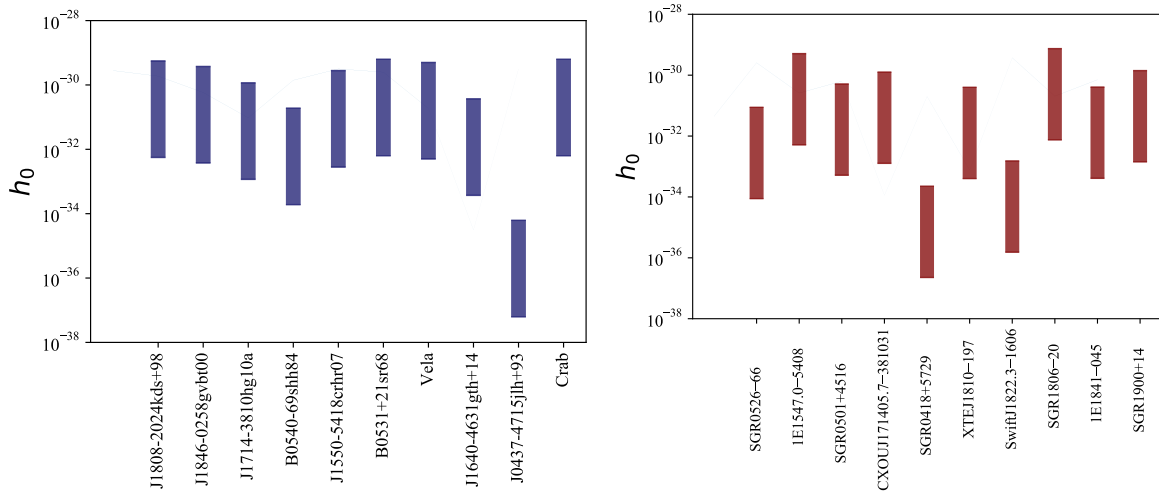 10−28
10−30
10−32
10−34
10−36
10−38
h0
J1808-2024kds+98
J1846-0258gvbt00
J1714-3810hg10a
B0540-69shh84
J1550-5418crhr07
B0531+21sr68
Vela
J1640-4631gth+14
J0437-4715jlh+93
Crab
10−28
10−30
10−32
10−34
10−36
10−38
h0
SGR0526−66
1E1547.0−5408
SGR0501+4516
CXOUJ171405.7−381031
SGR0418+5729
XTEJ1810−197
SwiftJ1822.3−1606
SGR1806−20
1E1841−045
SGR1900+14